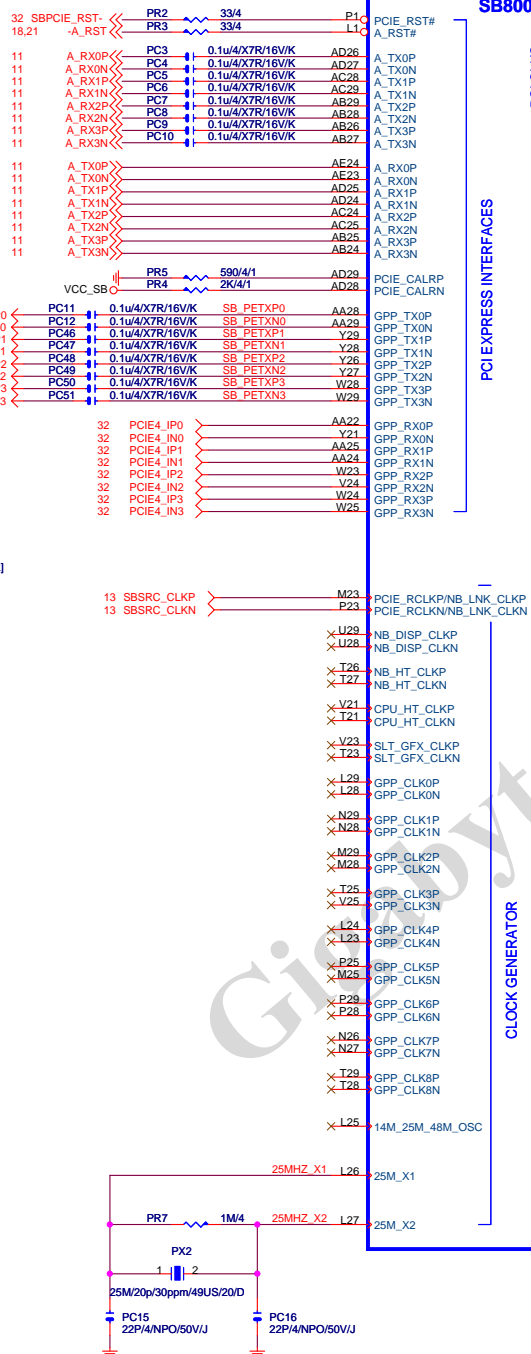 SB800
32 SBPCIE_RST- PR2 33/4 P1 PCIE_RST#
18,21 -A_RST PR3 33/4 L1 A_RST#
11 A_RX0P PC3 0.1u/4/X7R/16V/K AD26 A_TX0P
11 A_RX0N PC4 0.1u/4/X7R/16V/K AD27 A_TX0N
11 A_RX1P PC5 0.1u/4/X7R/16V/K AC28 A_TX1P
11 A_RX1N PC6 0.1u/4/X7R/16V/K AC29 A_TX1N
11 A_RX2P PC7 0.1u/4/X7R/16V/K AB29 A_TX2P
11 A_RX2N PC8 0.1u/4/X7R/16V/K AB28 A_TX2N
11 A_RX3P PC9 0.1u/4/X7R/16V/K AB26 A_TX3P
11 A_RX3N PC10 0.1u/4/X7R/16V/K AB27 A_TX3N
11 A_TX0P AE24 A_RX0P
11 A_TX0N AE23 A_RX0N
11 A_TX1P AD25 A_RX1P
11 A_TX1N AD24 A_RX1N
11 A_TX2P AC24 A_RX2P
11 A_TX2N AC25 A_RX2N
11 A_TX3P AB25 A_RX3P
11 A_TX3N AB24 A_RX3N
PR5 590/4/1 AD29 PCIE_CALRP
VCC_SB PR4 2K/4/1 AD28 PCIE_CALRN
PCI EXPRESS INTERFACES
0 PC11 0.1u/4/X7R/16V/K SB_PETXP0 AA28 GPP_TX0P
0 PC12 0.1u/4/X7R/16V/K SB_PETXN0 AA29 GPP_TX0N
1 PC46 0.1u/4/X7R/16V/K SB_PETXP1 Y29 GPP_TX1P
1 PC47 0.1u/4/X7R/16V/K SB_PETXN1 Y28 GPP_TX1N
2 PC48 0.1u/4/X7R/16V/K SB_PETXP2 Y26 GPP_TX2P
2 PC49 0.1u/4/X7R/16V/K SB_PETXN2 Y27 GPP_TX2N
3 PC50 0.1u/4/X7R/16V/K SB_PETXP3 W28 GPP_TX3P
3 PC51 0.1u/4/X7R/16V/K SB_PETXN3 W29 GPP_TX3N
32 PCIE4_IP0 AA22 GPP_RX0P
32 PCIE4_IN0 Y21 GPP_RX0N
32 PCIE4_IP1 AA25 GPP_RX1P
32 PCIE4_IN1 AA24 GPP_RX1N
32 PCIE4_IP2 W23 GPP_RX2P
32 PCIE4_IN2 V24 GPP_RX2N
32 PCIE4_IP3 W24 GPP_RX3P
32 PCIE4_IN3 W25 GPP_RX3N
]
13 SBSRC_CLKP M23 PCIE_RCLKP/NB_LNK_CLKP
13 SBSRC_CLKN P23 PCIE_RCLKN/NB_LNK_CLKN
U29 NB_DISP_CLKP
U28 NB_DISP_CLKN
T26 NB_HT_CLKP
T27 NB_HT_CLKN
V21 CPU_HT_CLKP
T21 CPU_HT_CLKN
V23 SLT_GFX_CLKP
T23 SLT_GFX_CLKN
L29 GPP_CLK0P
L28 GPP_CLK0N
N29 GPP_CLK1P
N28 GPP_CLK1N
M29 GPP_CLK2P
M28 GPP_CLK2N
T25 GPP_CLK3P
V25 GPP_CLK3N
L24 GPP_CLK4P
L23 GPP_CLK4N
P25 GPP_CLK5P
M25 GPP_CLK5N
P29 GPP_CLK6P
P28 GPP_CLK6N
N26 GPP_CLK7P
N27 GPP_CLK7N
T29 GPP_CLK8P
T28 GPP_CLK8N
CLOCK GENERATOR
Gigabyt
L25 14M_25M_48M_OSC
25MHZ_X1 L26 25M_X1
PR7 1M/4 25MHZ_X2 L27 25M_X2
PX2
1 2
25M/20p/30ppm/49US/20/D
PC15 PC16
22P/4/NPO/50V/J 22P/4/NPO/50V/J